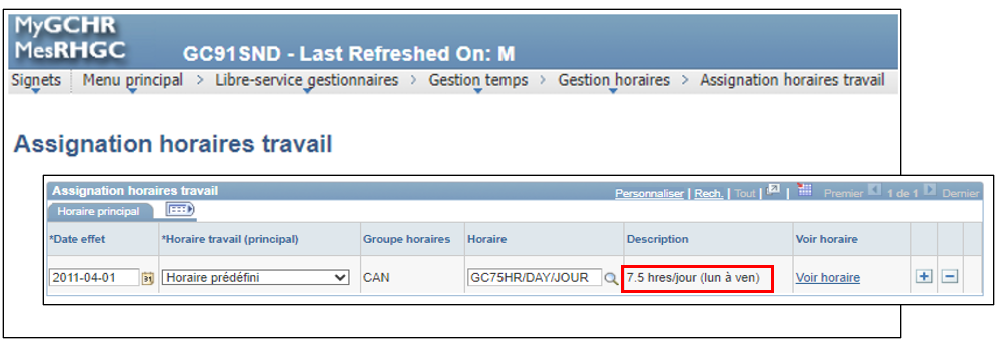 MyGCHR
MesRHGC GC91SND - Last Refreshed On: M
Signets Menu principal > Libre-service gestionnaires > Gestion temps > Gestion horaires > Assignation horaires travail
Assignation horaires travail
Assignation horaires travail Personnaliser | Rech. | Tout | | Premier 1 de 1 Dernier
Horaire principal
*Date effet *Horaire travail (principal) Groupe horaires Horaire Description Voir horaire
2011-04-01 31 Horaire prédéfini CAN GC75HR/DAY/JOUR 7.5 hres/jour (lun à ven) Voir horaire + −